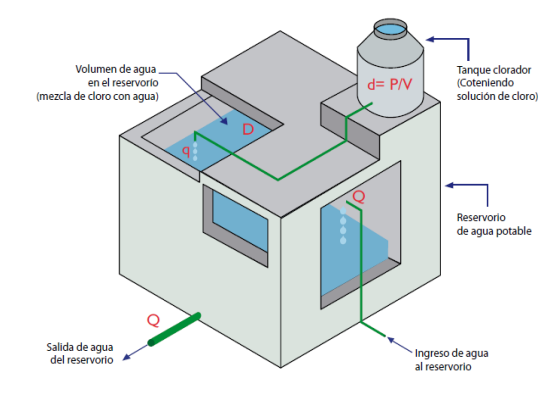 Volumen de agua
en el reservorio
(mezcla de cloro con agua)
Tanque clorador
(Coteniendo
solución de cloro)
d= P/V
D
q
Q
Reservorio
de agua potable
Q
Salida de agua
del reservorio
Ingreso de agua
al reservorio